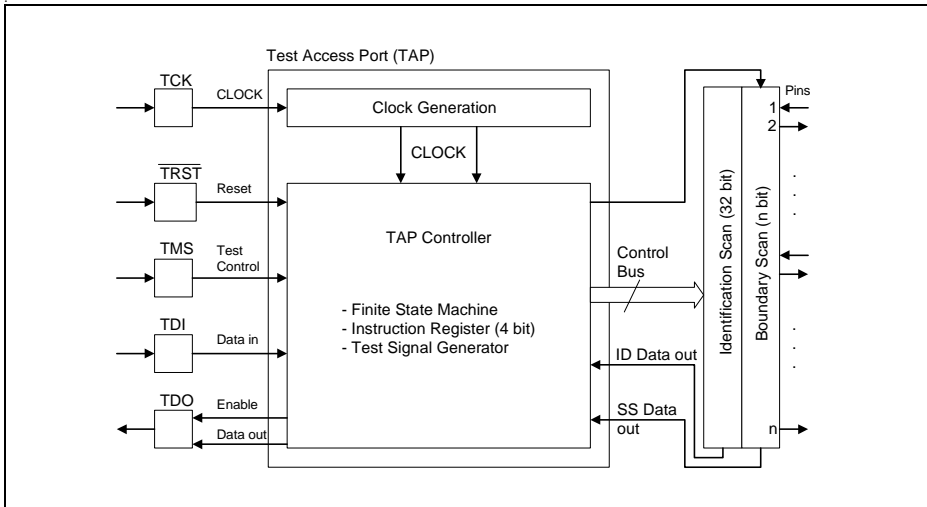 Test Access Port (TAP)
TCK
CLOCK
Clock Generation
CLOCK
TRST
Reset
TMS
Test
Control
TDI
Data in
TDO
Enable
Data out
TAP Controller
- Finite State Machine
- Instruction Register (4 bit)
- Test Signal Generator
Control
Bus
ID Data out
SS Data
out
Identification Scan (32 bit)
Boundary Scan (n bit)
Pins
1
2
.
.
.
.
.
.
n